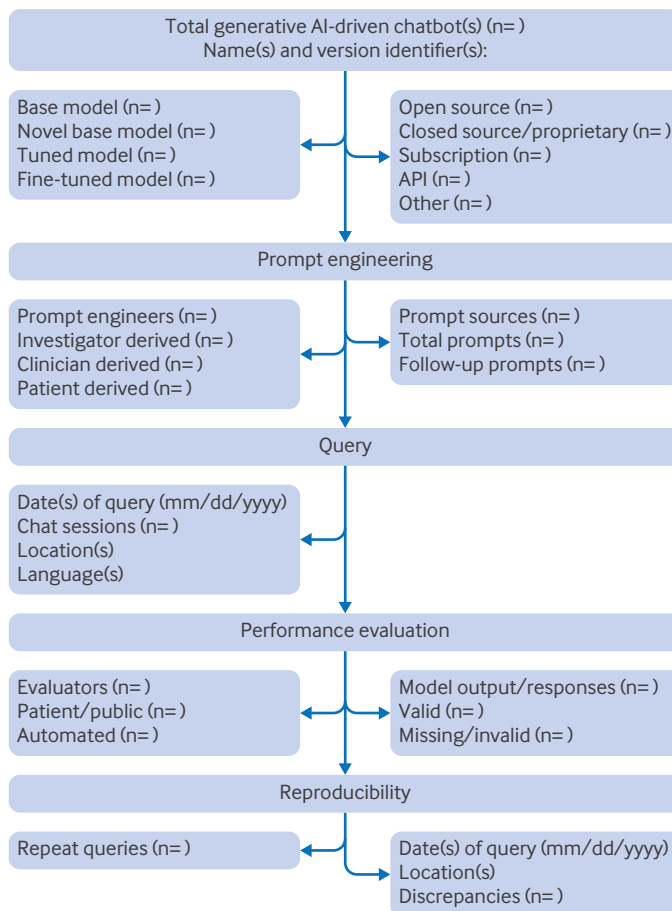 Total generative AI-driven chatbot(s) (n= )
Name(s) and version identifier(s):
Base model (n= )
Novel base model (n= )
Tuned model (n= )
Fine-tuned model (n= )
Open source (n= )
Closed source/proprietary (n= )
Subscription (n= )
API (n= )
Other (n= )
Prompt engineering
Prompt engineers (n= )
Investigator derived (n= )
Clinician derived (n= )
Patient derived (n= )
Prompt sources (n= )
Total prompts (n= )
Follow-up prompts (n= )
Query
Date(s) of query (mm/dd/yyyy)
Chat sessions (n= )
Location(s)
Language(s)
Performance evaluation
Evaluators (n= )
Patient/public (n= )
Automated (n= )
Model output/responses (n= )
Valid (n= )
Missing/invalid (n= )
Reproducibility
Repeat queries (n= )
Date(s) of query (mm/dd/yyyy)
Location(s)
Discrepancies (n= )